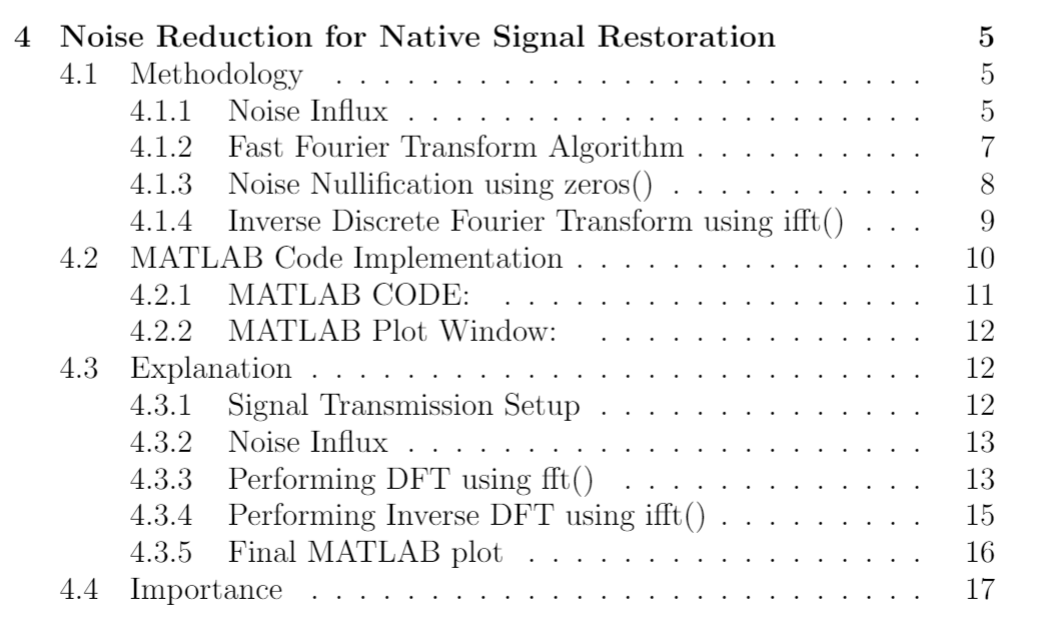 4 Noise Reduction for Native Signal Restoration 5
4.1 Methodology . . . . . . . . . . . . . . . . . . . . . . . . . 5
4.1.1 Noise Influx . . . . . . . . . . . . . . . . . . . . . . 5
4.1.2 Fast Fourier Transform Algorithm . . . . . . . . . . 7
4.1.3 Noise Nullification using zeros() . . . . . . . . . . . 8
4.1.4 Inverse Discrete Fourier Transform using ifft() . . . 9
4.2 MATLAB Code Implementation . . . . . . . . . . . . . . . 10
4.2.1 MATLAB CODE: . . . . . . . . . . . . . . . . . . 11
4.2.2 MATLAB Plot Window: . . . . . . . . . . . . . . 12
4.3 Explanation . . . . . . . . . . . . . . . . . . . . . . . . . . 12
4.3.1 Signal Transmission Setup . . . . . . . . . . . . . . 12
4.3.2 Noise Influx . . . . . . . . . . . . . . . . . . . . . . 13
4.3.3 Performing DFT using fft() . . . . . . . . . . . . . 13
4.3.4 Performing Inverse DFT using ifft() . . . . . . . . . 15
4.3.5 Final MATLAB plot . . . . . . . . . . . . . . . . . 16
4.4 Importance . . . . . . . . . . . . . . . . . . . . . . . . . . 17